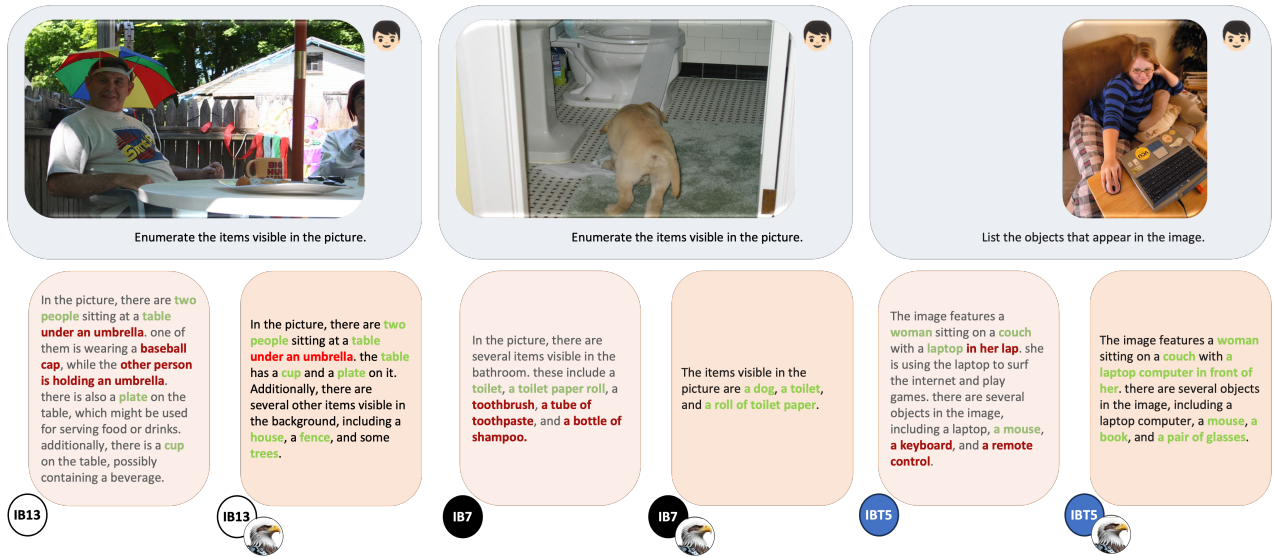 Enumerate the items visible in the picture.
In the picture, there are two
people sitting at a table
under an umbrella. one of
them is wearing a baseball
cap, while the other person
is holding an umbrella.
there is also a plate on the
table, which might be used
for serving food or drinks.
additionally, there is a cup
on the table, possibly
containing a beverage.
IB13
In the picture, there are two
people sitting at a table
under an umbrella. the table
has a cup and a plate on it.
Additionally, there are
several other items visible in
the background, including a
house, a fence, and some
trees.
IB13
Enumerate the items visible in the picture.
In the picture, there are
several items visible in the
bathroom. these include a
toilet, a toilet paper roll, a
toothbrush, a tube of
toothpaste, and a bottle of
shampoo.
IB7
The items visible in the
picture are a dog, a toilet,
and a roll of toilet paper.
IB7
List the objects that appear in the image.
The image features a
woman sitting on a couch
with a laptop in her lap. she
is using the laptop to surf
the internet and play
games. there are several
objects in the image,
including a laptop, a mouse,
a keyboard, and a remote
control.
IBT5
The image features a woman
sitting on a couch with a
laptop computer in front of
her. there are several objects
in the image, including a
laptop computer, a mouse, a
book, and a pair of glasses.
IBT5